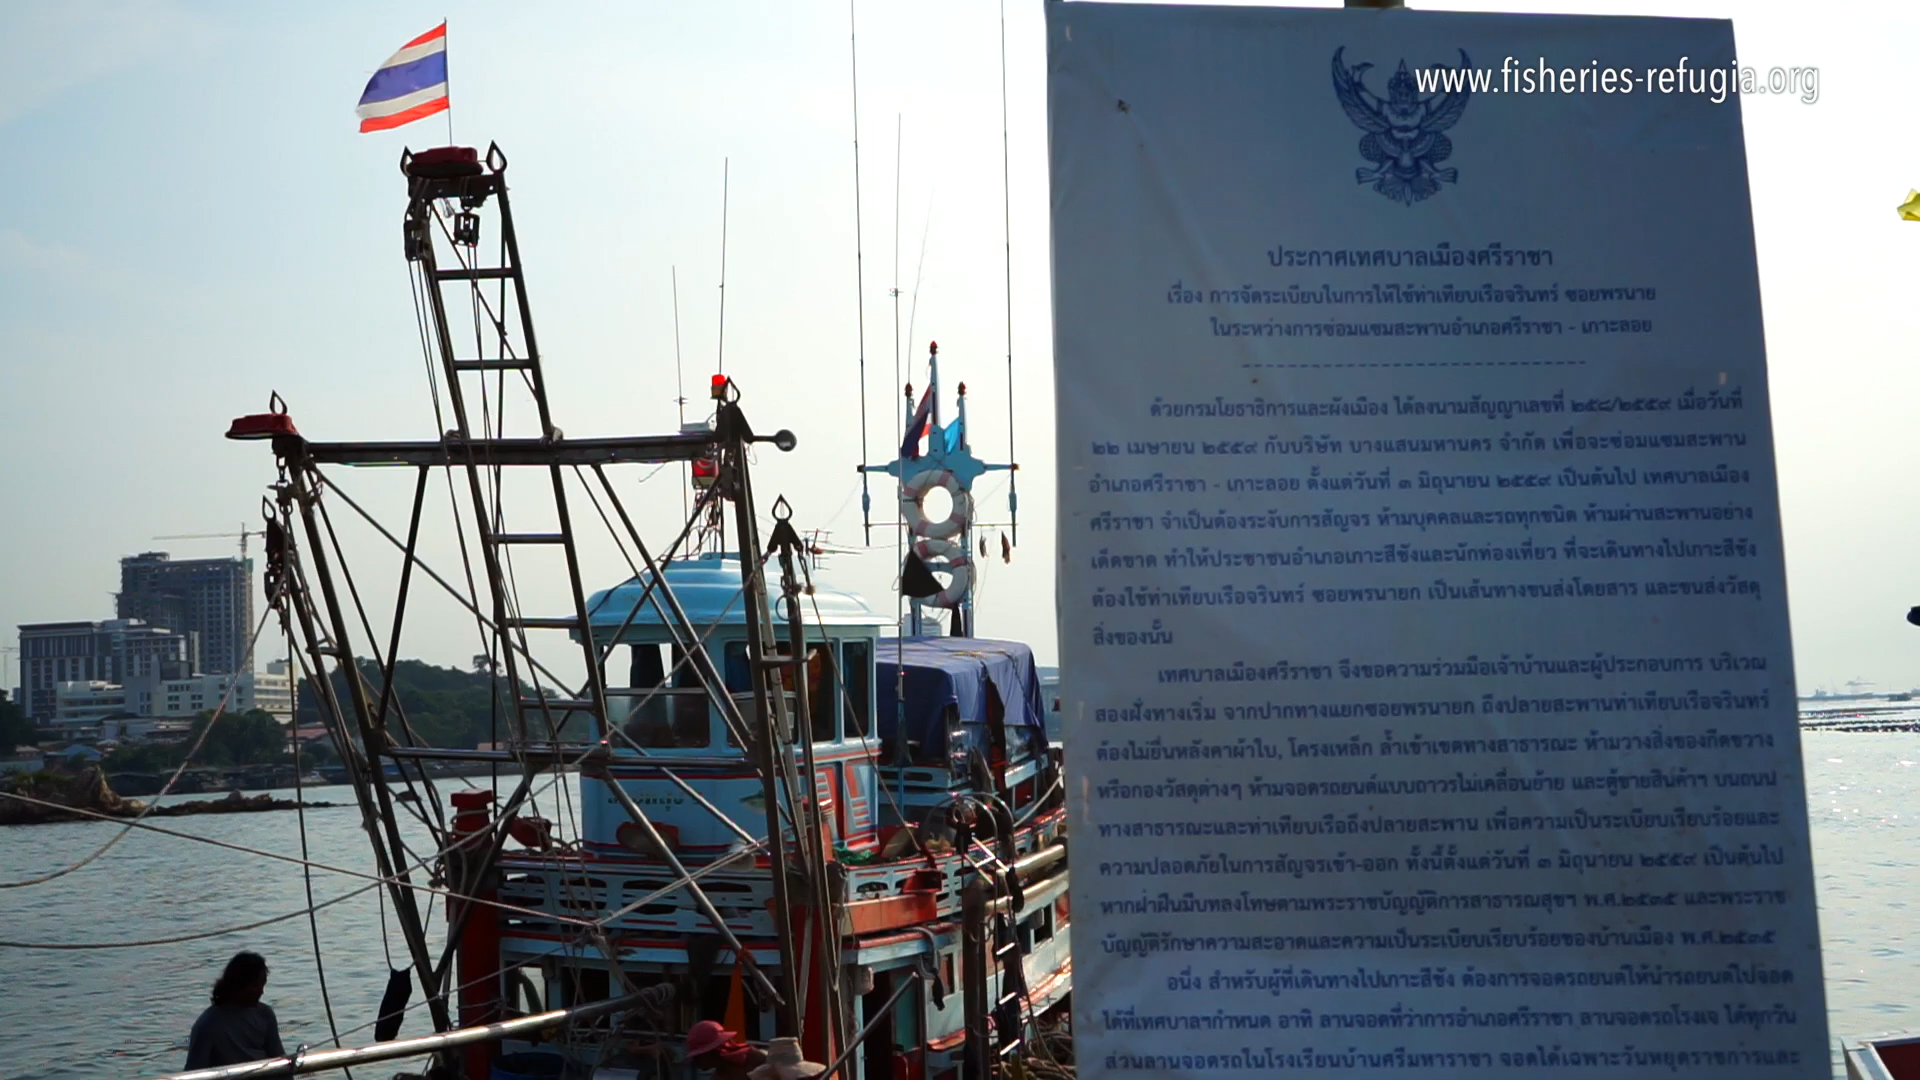 www.fisheries-refugia.org
ประกาศเทศบาลเมืองศรีราชา
เรื่อง การจัดระเบียบในการให้ใช้ท่าเทียบเรือจรินทร์ ซอยพรนาย
ในระหว่างการซ่อมแซมสะพานอำเภอศรีราชา - เกาะลอย
ด้วยกรมโยธาธิการและผังเมือง ได้ลงนามสัญญาเลขที่ ๒๕๘/๒๕๕๙ เมื่อวันที่
๒๒ เมษายน ๒๕๕๙ กับบริษัท บางแสนมหานคร จำกัด เพื่อจะซ่อมแซมสะพาน
อำเภอศรีราชา - เกาะลอย ตั้งแต่วันที่ ๓ มิถุนายน ๒๕๕๙ เป็นต้นไป เทศบาลเมือง
ศรีราชา จำเป็นต้องระงับการสัญจร ห้ามบุคคลและรถทุกชนิด ห้ามผ่านสะพานอย่าง
เด็ดขาด ทำให้ประชาชนอำเภอเกาะสีชังและนักท่องเที่ยว ที่จะเดินทางไปเกาะสีชัง
ต้องใช้ท่าเทียบเรือจรินทร์ ซอยพรนายก เป็นเส้นทางขนส่งโดยสาร และขนส่งวัสดุ
สิ่งของนั้น
เทศบาลเมืองศรีราชา จึงขอความร่วมมือเจ้าบ้านและผู้ประกอบการ บริเวณ
สองฝั่งทางเริ่ม จากปากทางแยกซอยพรนายก ถึงปลายสะพานท่าเทียบเรือจรินทร์
ต้องไม่ยื่นหลังคาผ้าใบ, โครงเหล็ก ล้ำเข้าเขตทางสาธารณะ ห้ามวางสิ่งของกีดขวาง
หรือกองวัสดุต่างๆ ห้ามจอดรถยนต์แบบถาวรไม่เคลื่อนย้าย และตู้ขายสินค้าฯ บนถนน
ทางสาธารณะและท่าเทียบเรือถึงปลายสะพาน เพื่อความเป็นระเบียบเรียบร้อยและ
ความปลอดภัยในการสัญจรเข้า-ออก ทั้งนี้ตั้งแต่วันที่ ๓ มิถุนายน ๒๕๕๙ เป็นต้นไป
หากฝ่าฝืนมีบทลงโทษตามพระราชบัญญัติการสาธารณสุขฯ พ.ศ.๒๕๓๕ และพระราช
บัญญัติรักษาความสะอาดและความเป็นระเบียบเรียบร้อยของบ้านเมือง พ.ศ.๒๕๓๕
อนึ่ง สำหรับผู้ที่เดินทางไปเกาะสีชัง ต้องการจอดรถยนต์ให้นำรถยนต์ไปจอด
ได้ที่เทศบาลฯกำหนด อาทิ ลานจอดที่ว่าการอำเภอศรีราชา ลานจอดรถโรงเจ ได้ทุกวัน
ส่วนลานจอดรถในโรงเรียนบ้านศรีมหาราชา จอดได้เฉพาะวันหยุดราชการและ